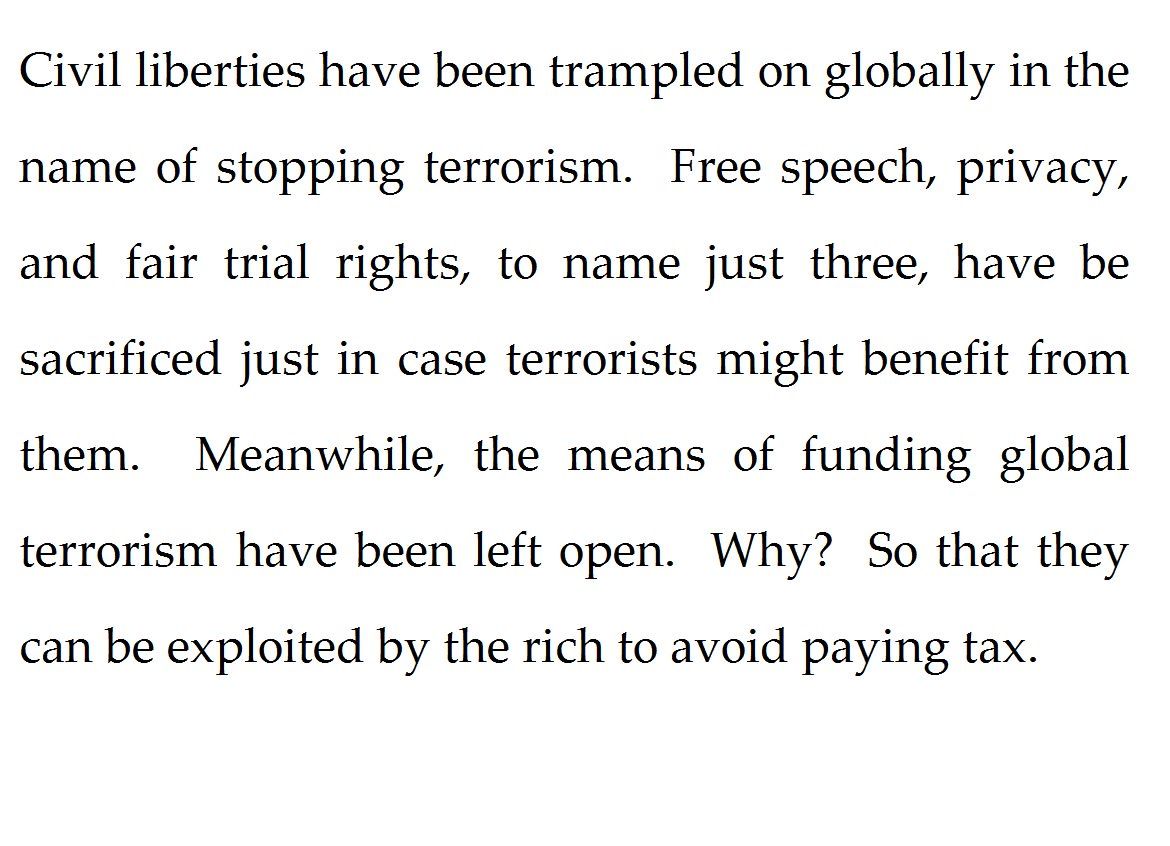 Civil liberties have been trampled on globally in the
name of stopping terrorism. Free speech, privacy,
and fair trial rights, to name just three, have be
sacrificed just in case terrorists might benefit from
them. Meanwhile, the means of funding global
terrorism have been left open. Why? So that they
can be exploited by the rich to avoid paying tax.